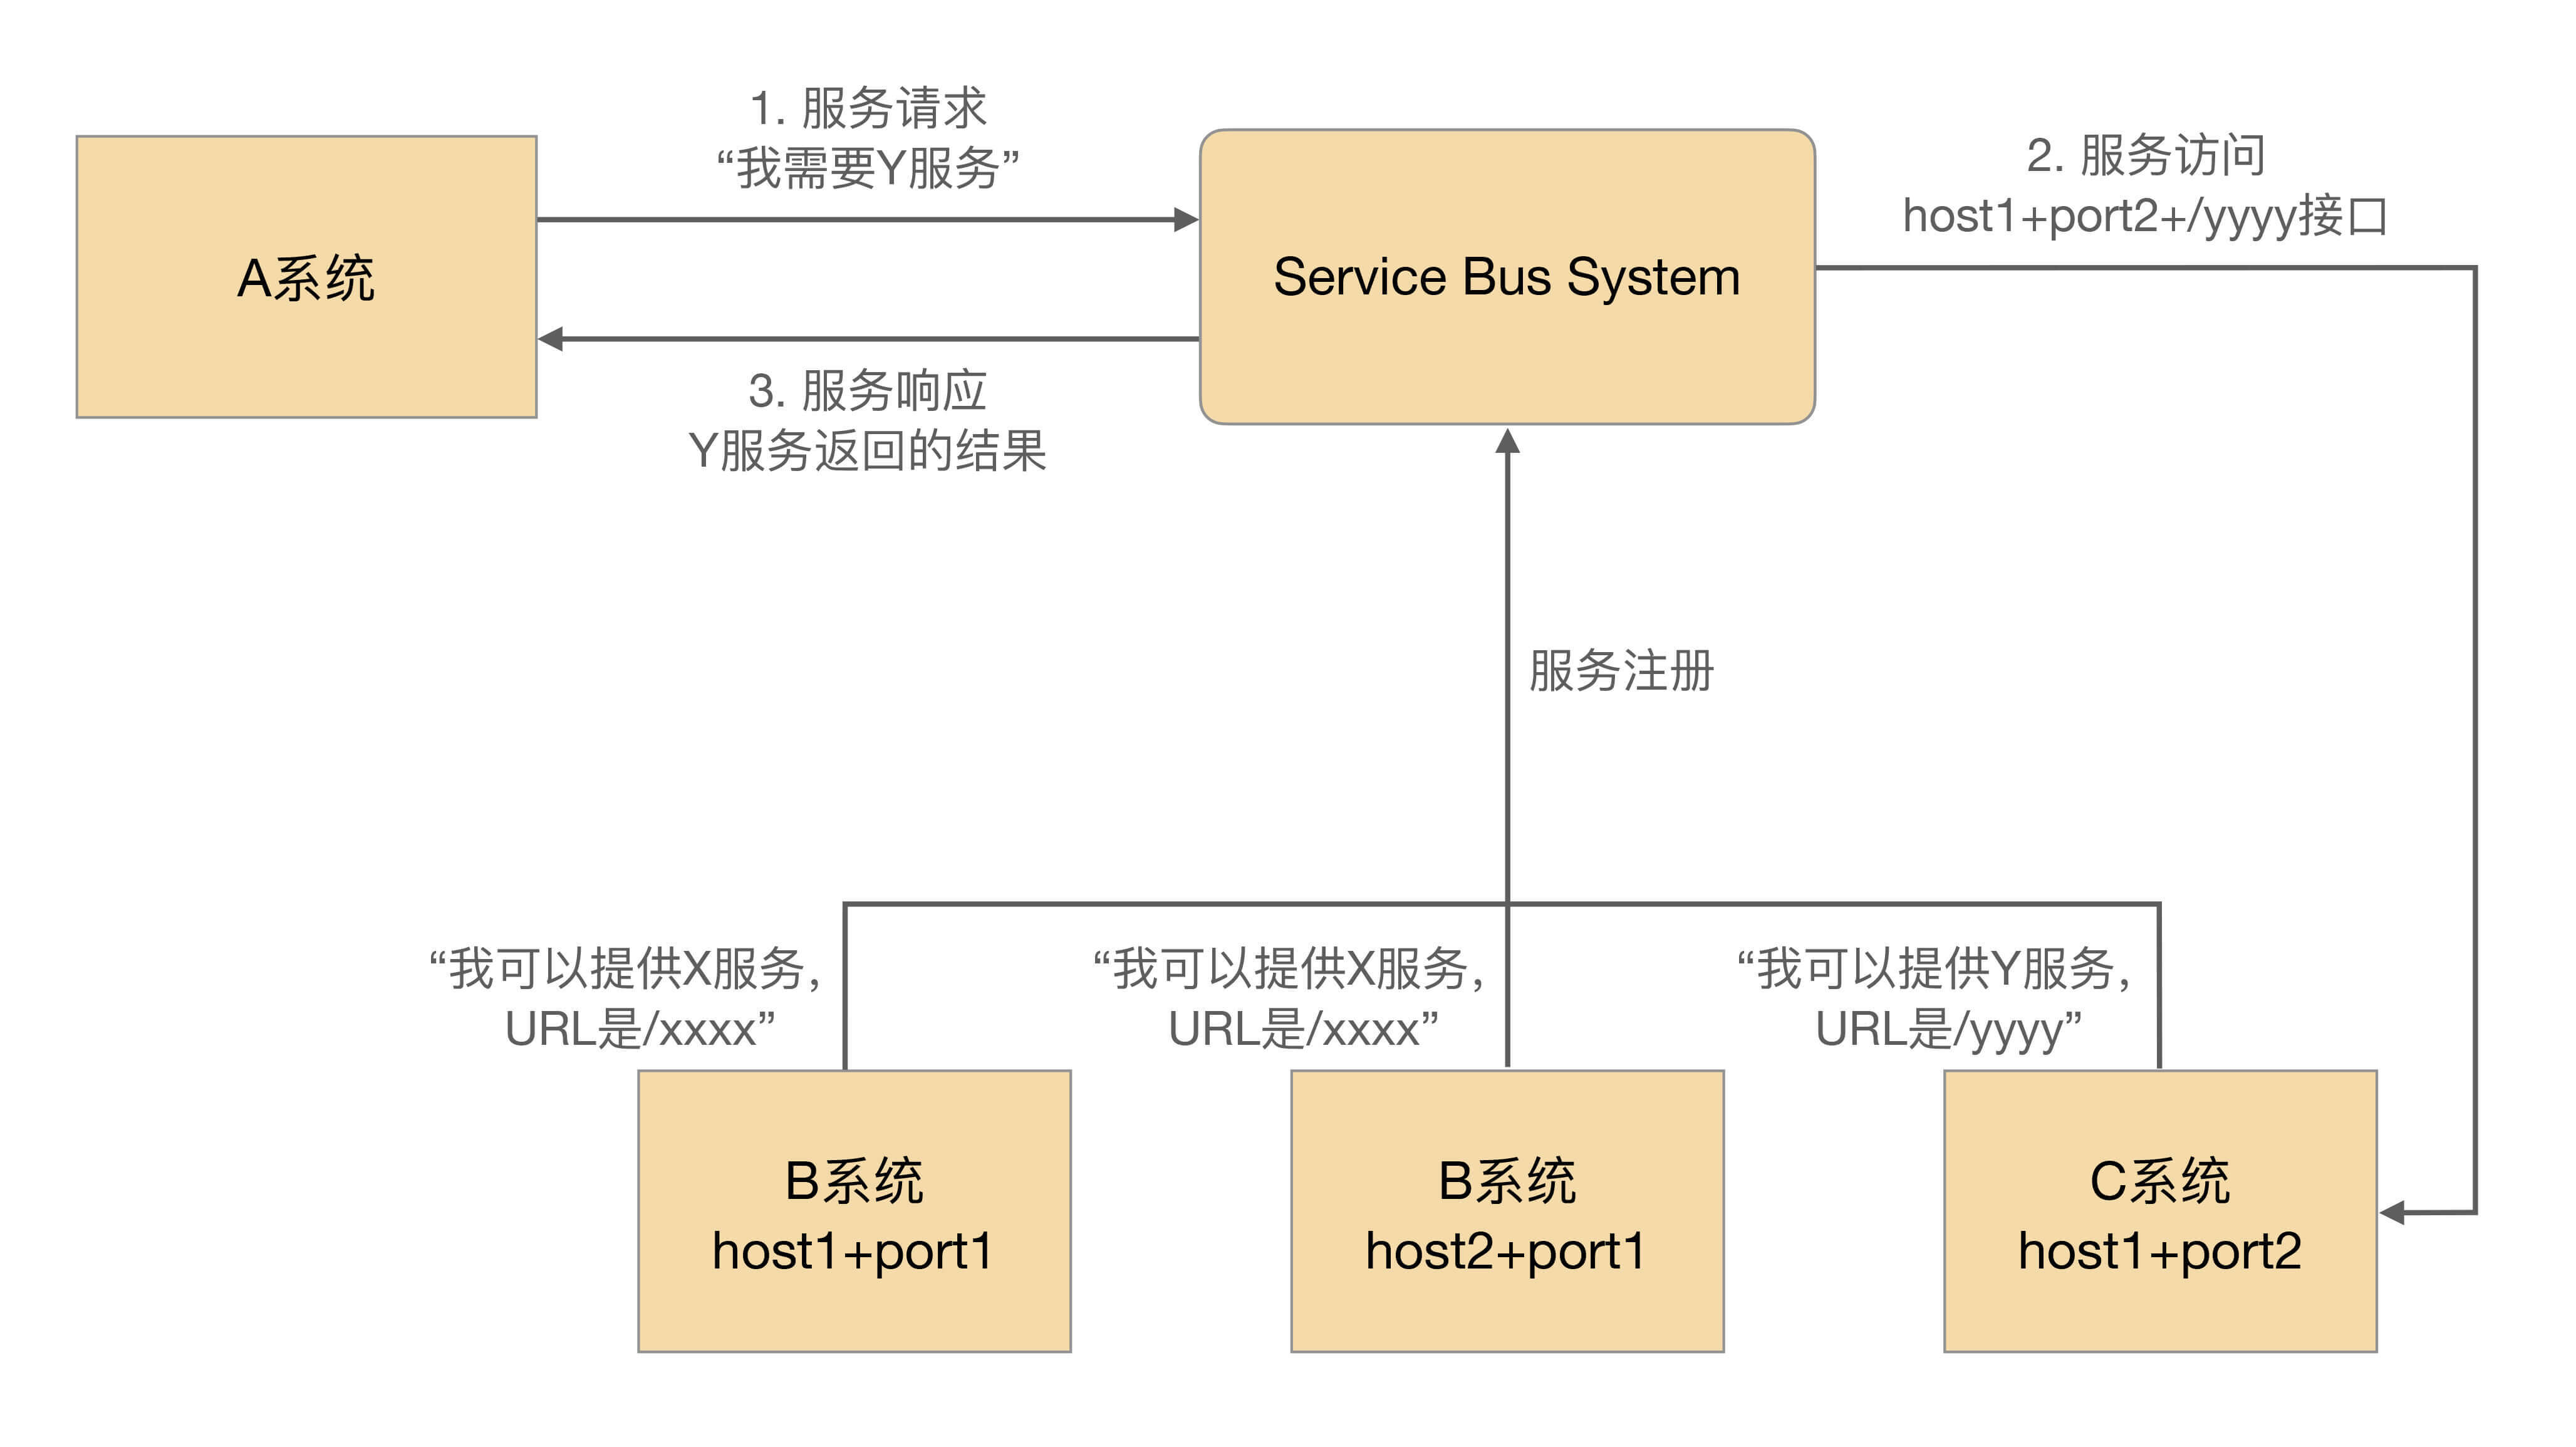 1. 服务请求
“我需要Y服务”
A系统
Service Bus System
2. 服务访问
host1+port2+/yyyy接口
3. 服务响应
Y服务返回的结果
服务注册
“我可以提供X服务，
URL是/xxxx”
“我可以提供X服务，
URL是/xxxx”
“我可以提供Y服务，
URL是/yyyy”
B系统
host1+port1
B系统
host2+port1
C系统
host1+port2